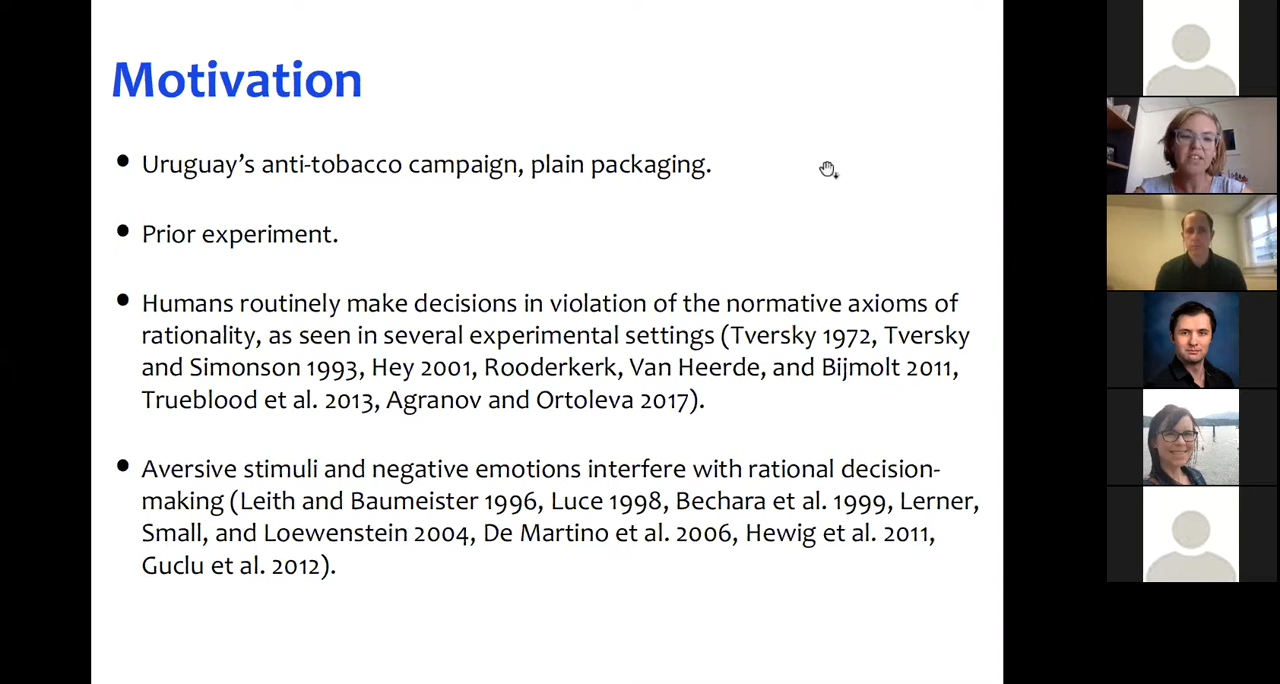 Motivation
• Uruguay’s anti-tobacco campaign, plain packaging.
• Prior experiment.
• Humans routinely make decisions in violation of the normative axioms of
rationality, as seen in several experimental settings (Tversky 1972, Tversky
and Simonson 1993, Hey 2001, Rooderkerk, Van Heerde, and Bijmolt 2011,
Trueblood et al. 2013, Agranov and Ortoleva 2017).
• Aversive stimuli and negative emotions interfere with rational decision-
making (Leith and Baumeister 1996, Luce 1998, Bechara et al. 1999, Lerner,
Small, and Loewenstein 2004, De Martino et al. 2006, Hewig et al. 2011,
Guclu et al. 2012).